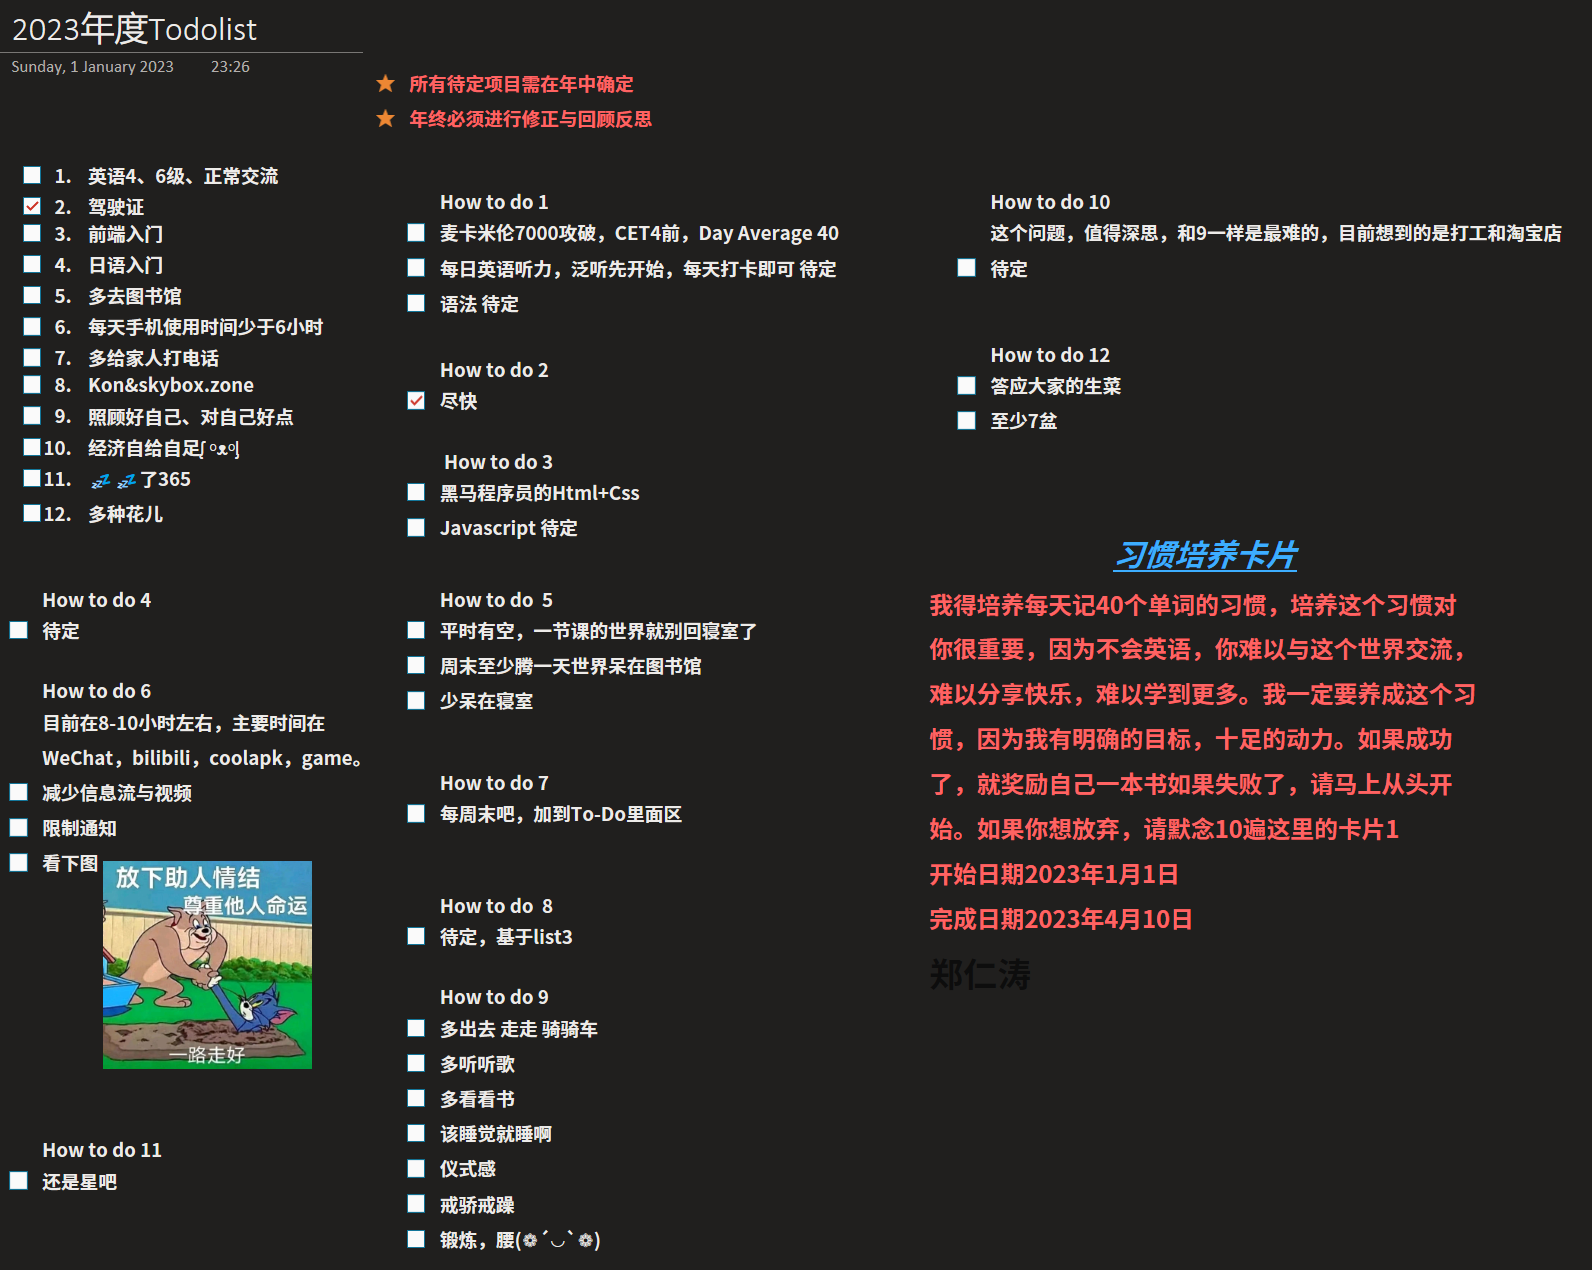 2023年度Todolist
Sunday, 1 January 2023 23:26
所有待定项目需在年中确定
年终必须进行修正与回顾反思
1. 英语4、6级、正常交流
2. 驾驶证
3. 前端入门
4. 日语入门
5. 多去图书馆
6. 每天手机使用时间少于6小时
7. 多给家人打电话
8. Kon&skybox.zone
9. 照顾好自己、对自己好点
10. 经济自给自足ʕ ᵒᴥᵒʅ
11. 💤 💤 了365
12. 多种花儿
How to do 1
麦卡米伦7000攻破，CET4前，Day Average 40
每日英语听力，泛听先开始，每天打卡即可 待定
语法 待定
How to do 2
尽快
How to do 3
黑马程序员的Html+Css
Javascript 待定
How to do 10
这个问题，值得深思，和9一样是最难的，目前想到的是打工和淘宝店
待定
How to do 12
答应大家的生菜
至少7盆
How to do 4
待定
How to do 6
目前在8-10小时左右，主要时间在
WeChat，bilibili，coolapk，game。
减少信息流与视频
限制通知
看下图
放下助人情结
尊重他人命运
一路走好
How to do 11
还是星吧
How to do 5
平时有空，一节课的世界就别回寝室了
周末至少腾一天世界呆在图书馆
少呆在寝室
How to do 7
每周末吧，加到To-Do里面区
How to do 8
待定，基于list3
How to do 9
多出去 走走 骑骑车
多听听歌
多看看书
该睡觉就睡啊
仪式感
戒骄戒躁
锻炼，腰(❁´◡`❁)
习惯培养卡片
我得培养每天记40个单词的习惯，培养这个习惯对
你很重要，因为不会英语，你难以与这个世界交流，
难以分享快乐，难以学到更多。我一定要养成这个习
惯，因为我有明确的目标，十足的动力。如果成功
了，就奖励自己一本书如果失败了，请马上从头开
始。如果你想放弃，请默念10遍这里的卡片1
开始日期2023年1月1日
完成日期2023年4月10日
郑仁涛